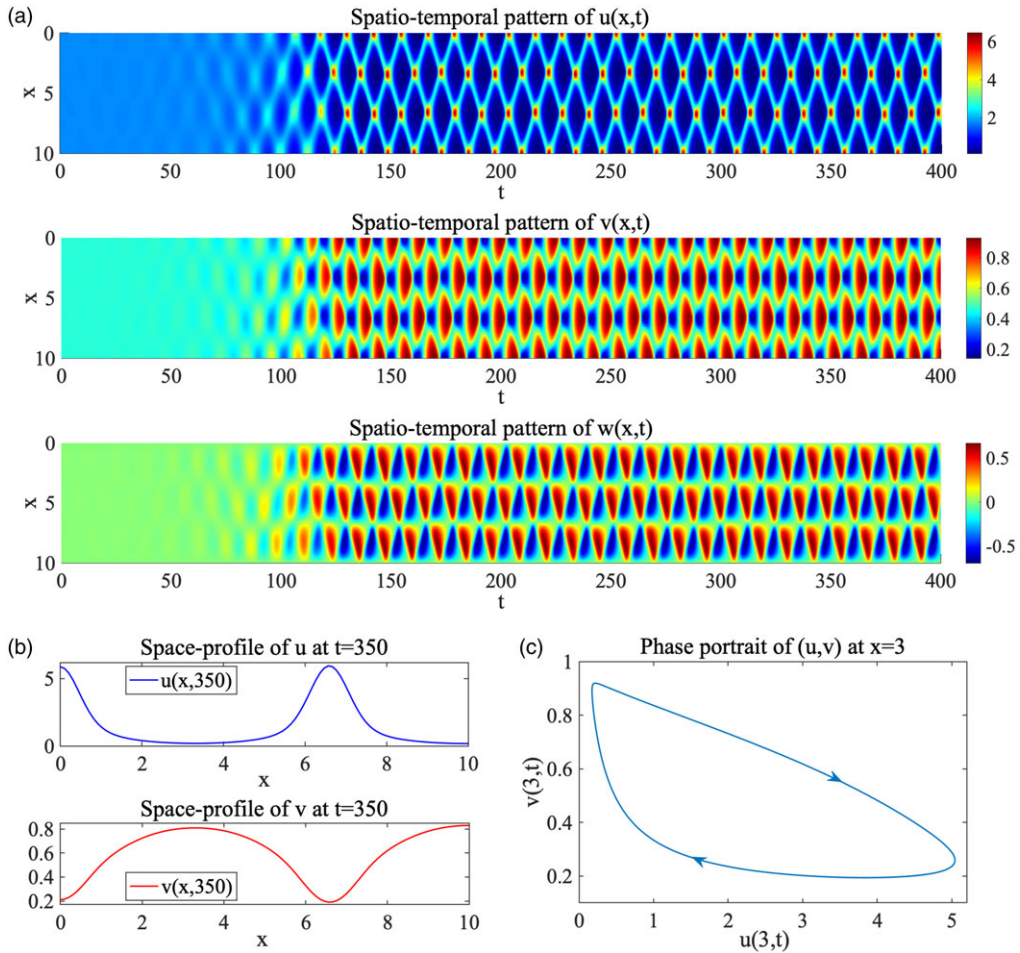 (a)
Spatio-temporal pattern of u(x,t)
0
5
10
x
0 50 100 150 200 250 300 350 400
t
6
4
2
Spatio-temporal pattern of v(x,t)
0
5
10
x
0 50 100 150 200 250 300 350 400
t
0.8
0.6
0.4
0.2
Spatio-temporal pattern of w(x,t)
0
5
10
x
0 50 100 150 200 250 300 350 400
t
0.5
0
-0.5
(b)
Space-profile of u at t=350
5
0
u(x,350)
0 2 4 6 8 10
x
Space-profile of v at t=350
0.8
0.6
0.4
0.2
v(x,350)
0 2 4 6 8 10
x
(c)
Phase portrait of (u,v) at x=3
1
0.8
0.6
0.4
0.2
v(3,t)
0 1 2 3 4 5
u(3,t)